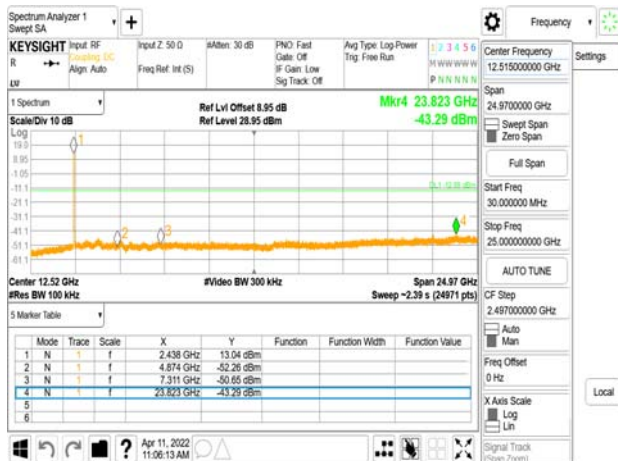 Spectrum Analyzer 1
Swept SA
Frequency
KEYSIGHT Input: RF
R
Coupling: DC
Align: Auto
Input Z: 50 Ω
Freq Ref: Int (S)
#Atten: 30 dB
PNO: Fast
Gate: Off
IF Gain: Low
Sig Track: Off
Avg Type: Log-Power
Trig: Free Run
1 2 3 4 5 6
M W W W W W
P N N N N N
LXI
1 Spectrum
Scale/Div 10 dB
Ref Lvl Offset 8.95 dB
Ref Level 28.95 dBm
Mkr4 23.823 GHz
-43.29 dBm
Log
19.0
8.95
-1.05
-11.1
-21.1
-31.1
-41.1
-51.1
-61.1
1
2
3
4
Center 12.52 GHz
#Res BW 100 kHz
#Video BW 300 kHz
Span 24.97 GHz
Sweep ~2.39 s (24971 pts)
5 Marker Table
Mode Trace Scale X Y Function Function Width Function Value
1 N 1 f 2.438 GHz 13.04 dBm
2 N 1 f 4.874 GHz -52.26 dBm
3 N 1 f 7.311 GHz -50.65 dBm
4 N 1 f 23.823 GHz -43.29 dBm
5
6
?
Apr 11, 2022
11:06:13 AM
Center Frequency
12.515000000 GHz
Span
24.9700000 GHz
Swept Span
Zero Span
Full Span
Start Freq
30.000000 MHz
Stop Freq
25.000000000 GHz
AUTO TUNE
CF Step
2.497000000 GHz
Auto
Man
Freq Offset
0 Hz
X Axis Scale
Log
Lin
Signal Track
(Span Zoom)
Settings
Local